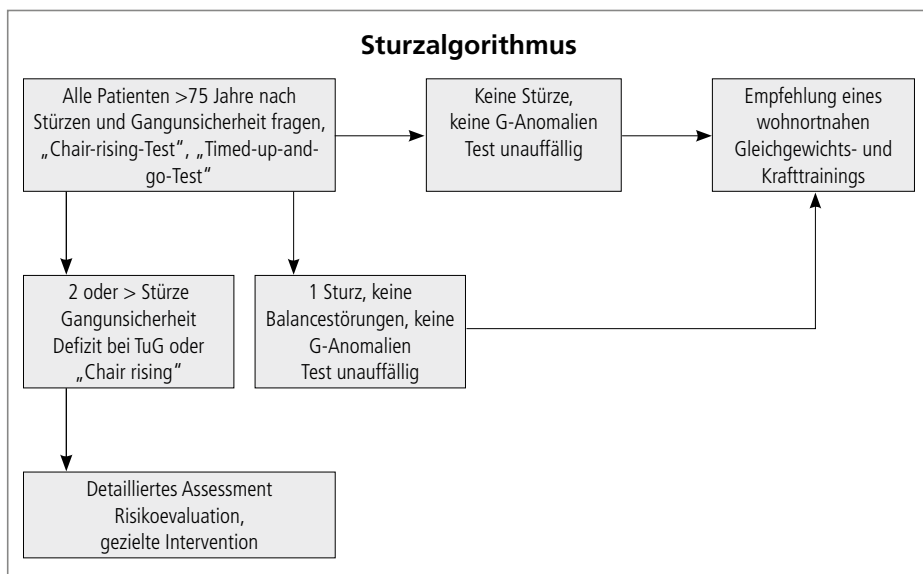 Sturzalgorithmus
Alle Patienten >75 Jahre nach
Stürzen und Gangunsicherheit fragen,
„Chair-rising-Test“, „Timed-up-and-
go-Test“
Keine Stürze,
keine G-Anomalien
Test unauffällig
Empfehlung eines
wohnortnahen
Gleichgewichts- und
Krafttrainings
2 oder > Stürze
Gangunsicherheit
Defizit bei TuG oder
„Chair rising“
1 Sturz, keine
Balancestörungen, keine
G-Anomalien
Test unauffällig
Detailliertes Assessment
Risikoevaluation,
gezielte Intervention